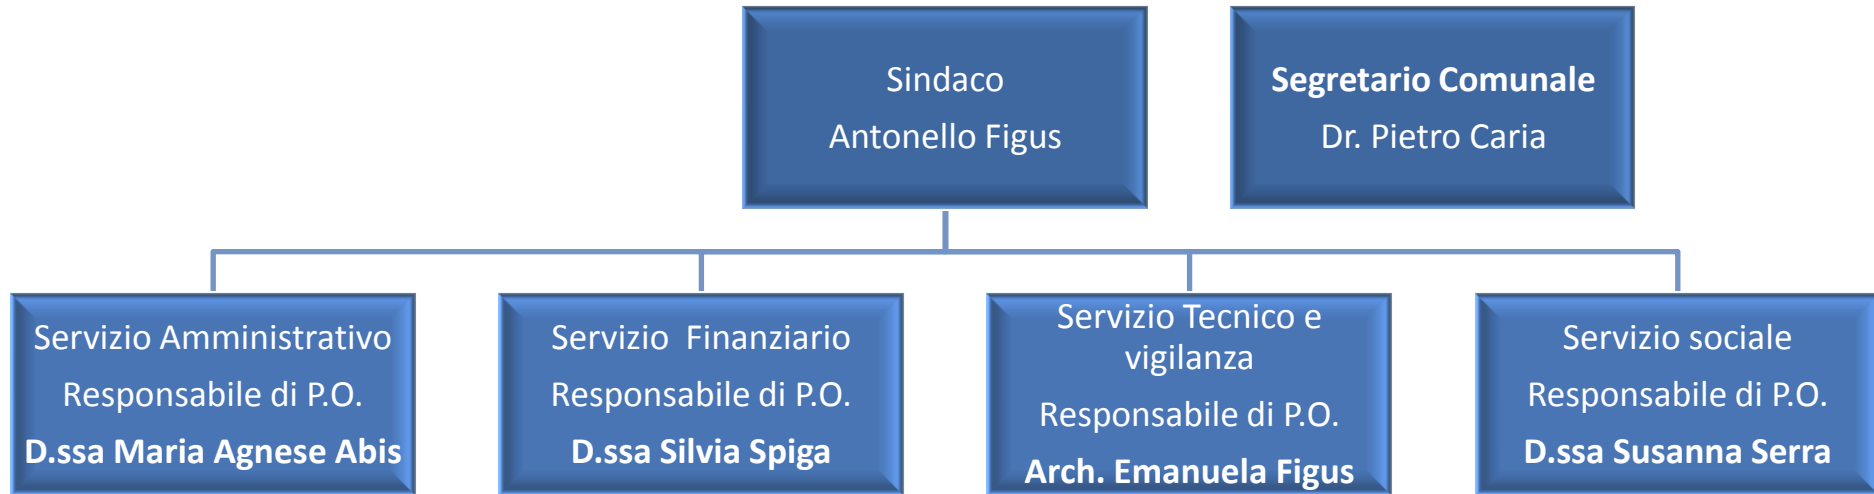 Sindaco
Antonello Figus
Segretario Comunale
Dr. Pietro Caria
Servizio Amministrativo
Responsabile di P.O.
D.ssa Maria Agnese Abis
Servizio Finanziario
Responsabile di P.O.
D.ssa Silvia Spiga
Servizio Tecnico e
vigilanza
Responsabile di P.O.
Arch. Emanuela Figus
Servizio sociale
Responsabile di P.O.
D.ssa Susanna Serra